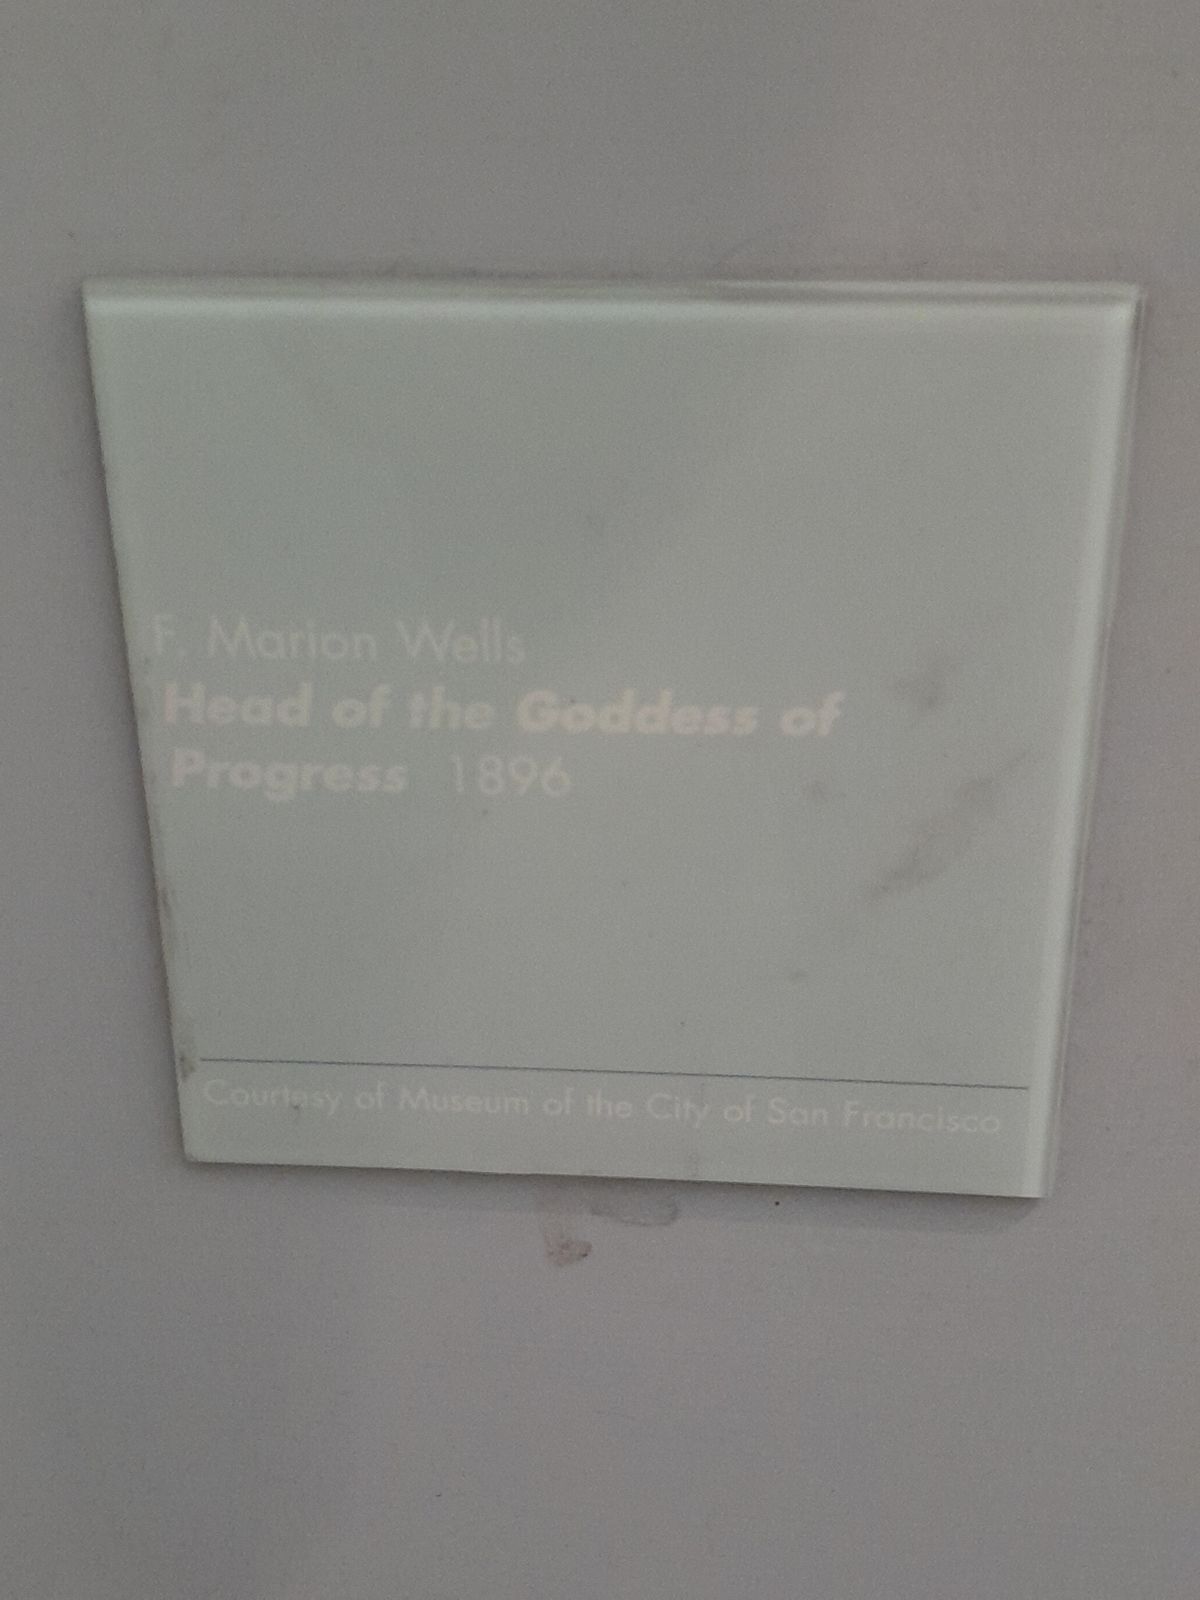 F. Marion Wells
Head of the Goddess of
Progress 1896
Courtesy of Museum of the City of San Francisco